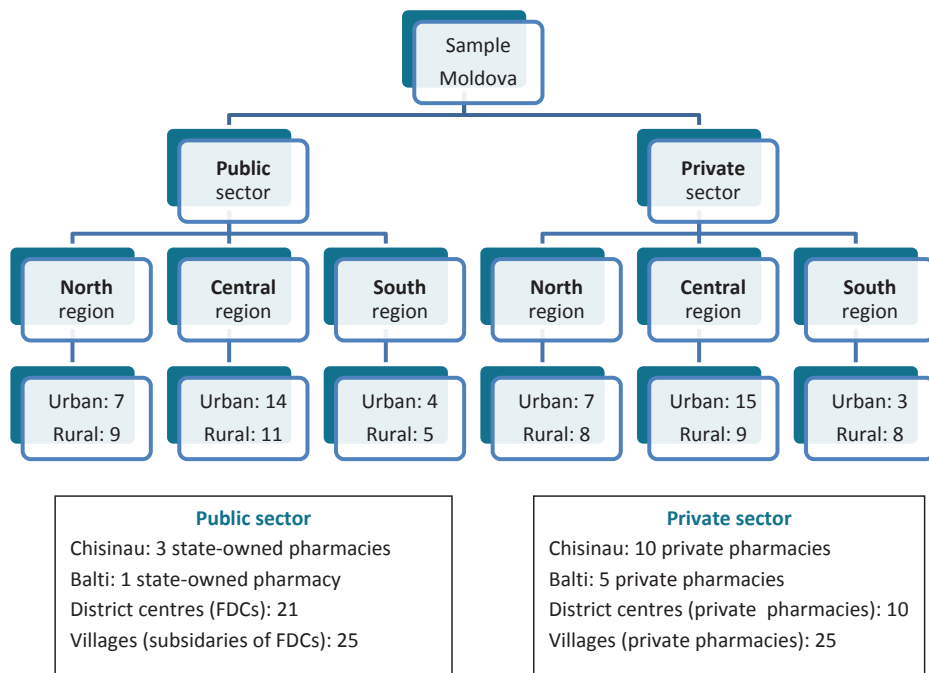 Sample
Moldova
Public
sector
Private
sector
North
region
Central
region
South
region
North
region
Central
region
South
region
Urban: 7
Rural: 9
Urban: 14
Rural: 11
Urban: 4
Rural: 5
Urban: 7
Rural: 8
Urban: 15
Rural: 9
Urban: 3
Rural: 8
Public sector
Chisinau: 3 state-owned pharmacies
Balti: 1 state-owned pharmacy
District centres (FDCs): 21
Villages (subsidaries of FDCs): 25
Private sector
Chisinau: 10 private pharmacies
Balti: 5 private pharmacies
District centres (private pharmacies): 10
Villages (private pharmacies): 25